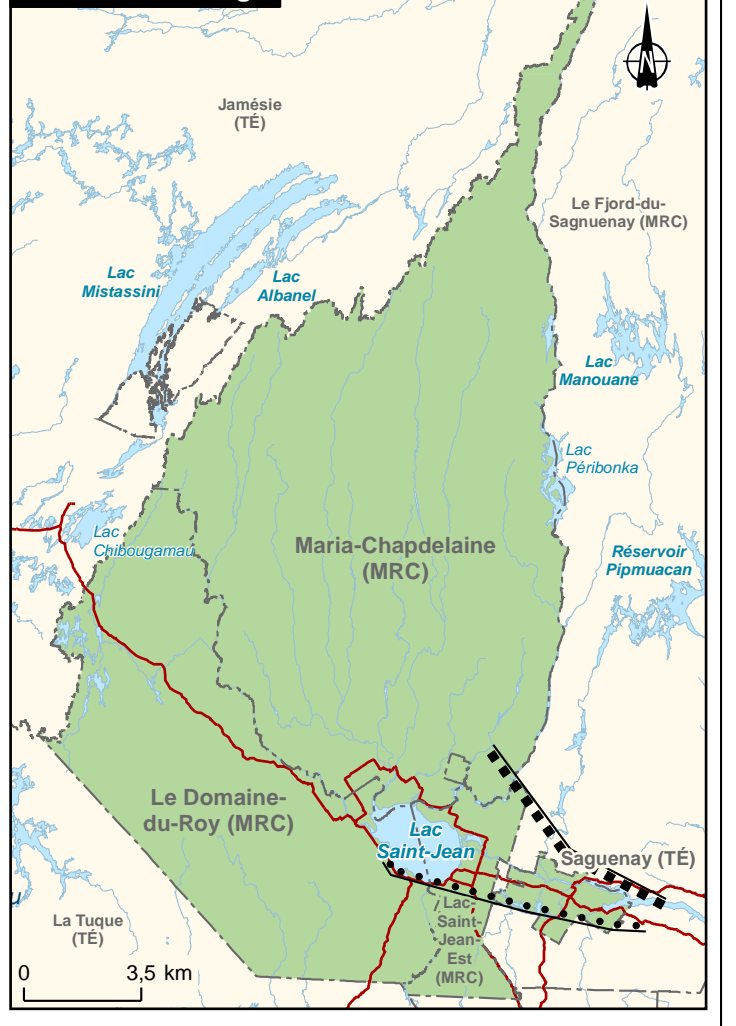 N
Jamésie
(TÉ)
Le Fjord-du-
Sagnuenay (MRC)
Lac
Mistassini
Lac
Albanel
Lac
Manouane
Lac
Péribonka
Lac
Chibougamau
Maria-Chapdelaine
(MRC)
Réservoir
Pipmuacan
Le Domaine-
du-Roy (MRC)
Lac
Saint-Jean
Saguenay (TÉ)
Lac-
Saint-
Jean-
Est
(MRC)
La Tuque
(TÉ)
0 3,5 km